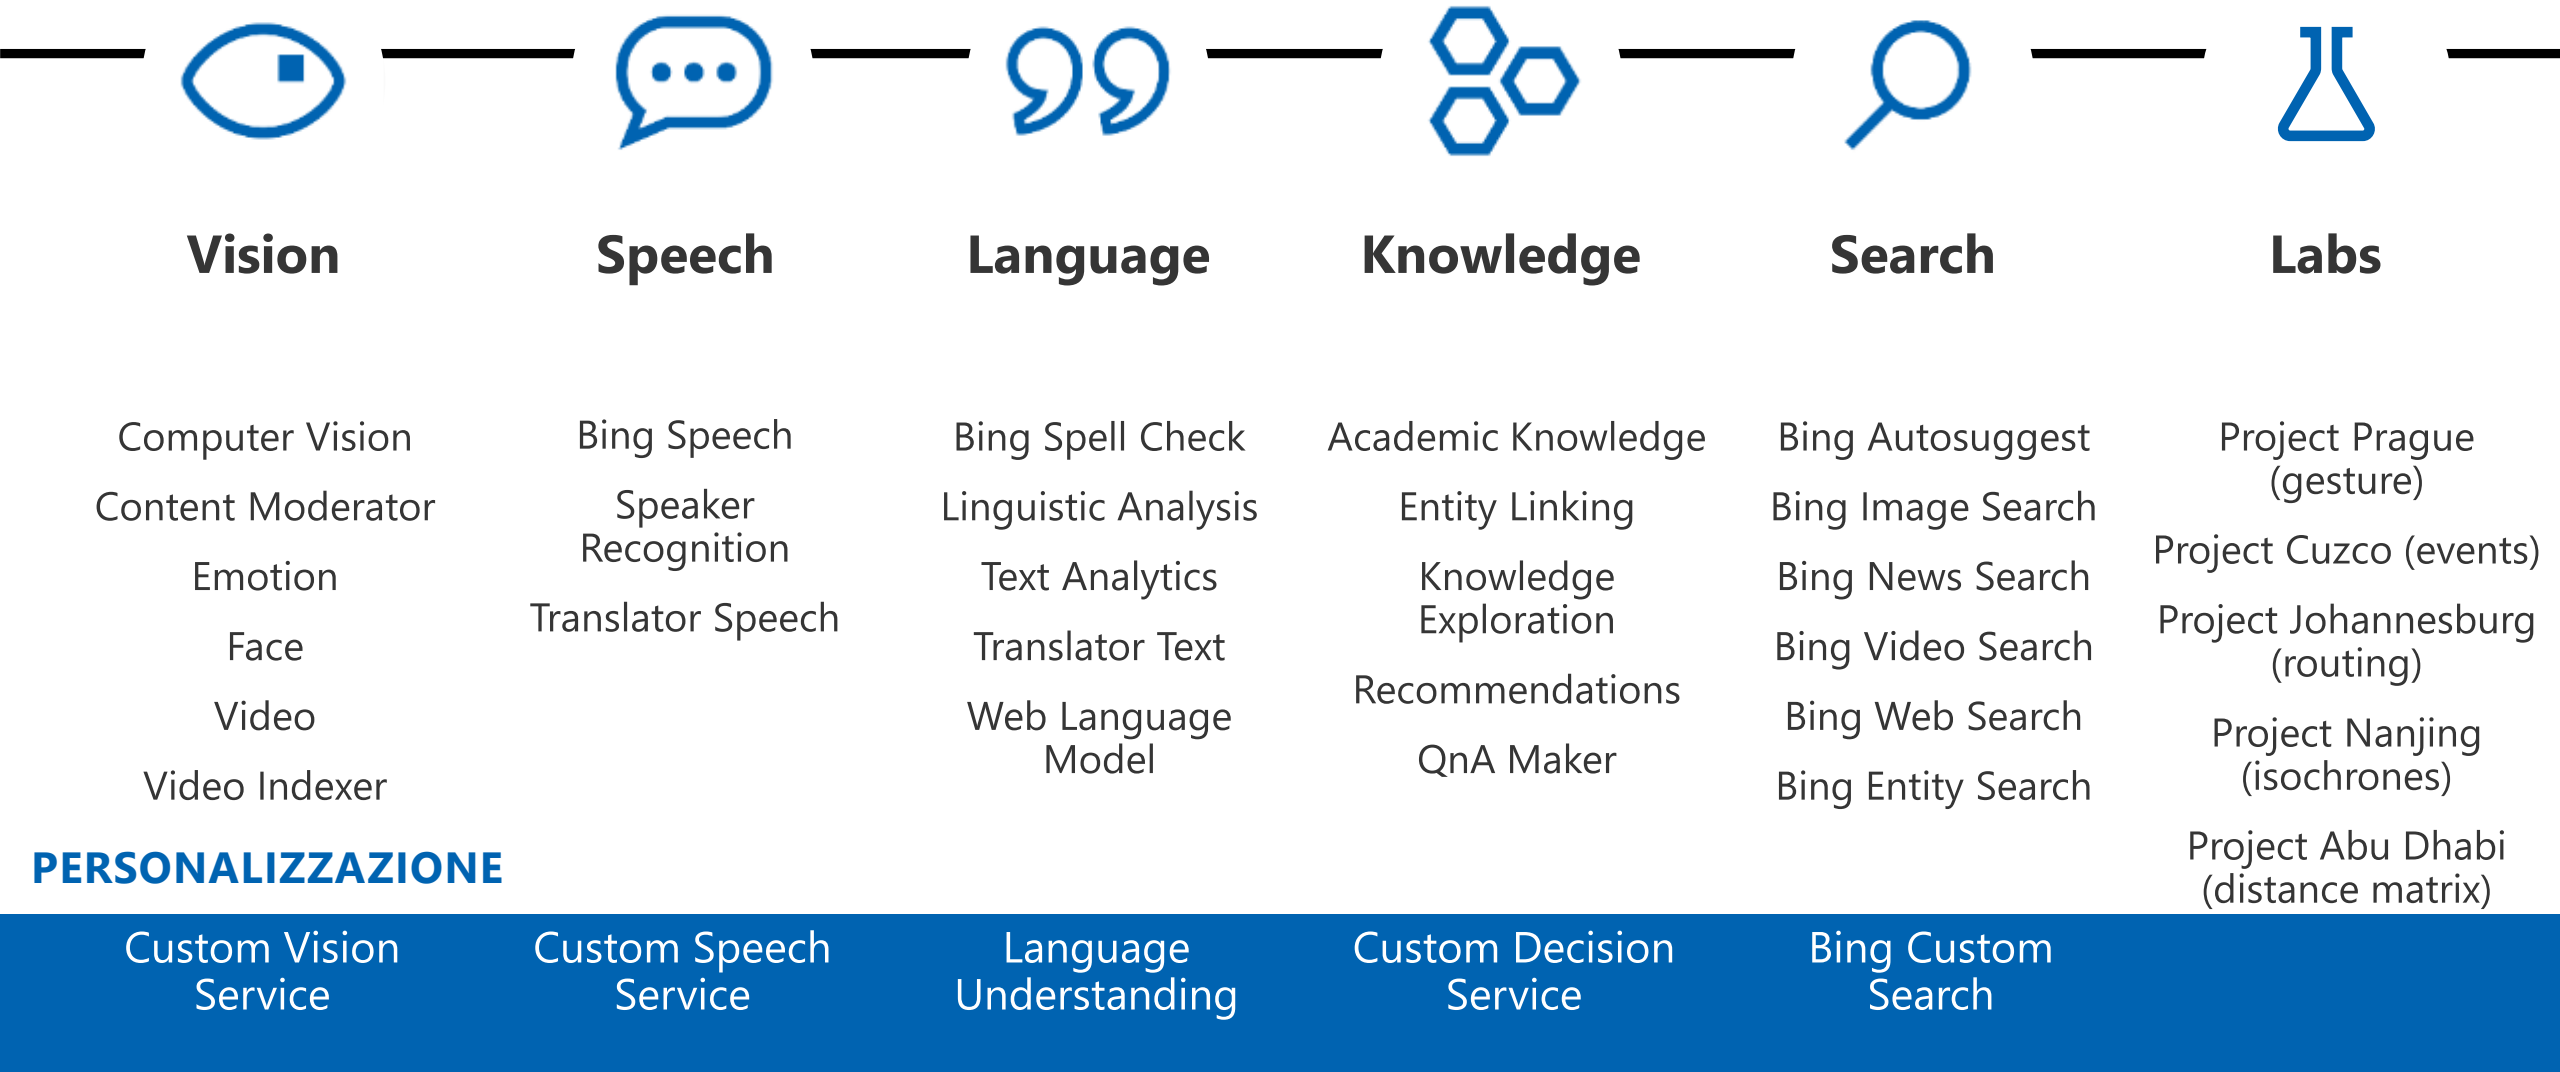 Vision
Speech
Language
Knowledge
Search
Labs
Computer Vision
Content Moderator
Emotion
Face
Video
Video Indexer
Bing Speech
Speaker
Recognition
Translator Speech
Bing Spell Check
Linguistic Analysis
Text Analytics
Translator Text
Web Language
Model
Academic Knowledge
Entity Linking
Knowledge
Exploration
Recommendations
QnA Maker
Bing Autosuggest
Bing Image Search
Bing News Search
Bing Video Search
Bing Web Search
Bing Entity Search
Project Prague
(gesture)
Project Cuzco (events)
Project Johannesburg
(routing)
Project Nanjing
(isochrones)
Project Abu Dhabi
(distance matrix)
PERSONALIZZAZIONE
Custom Vision
Service
Custom Speech
Service
Language
Understanding
Custom Decision
Service
Bing Custom
Search